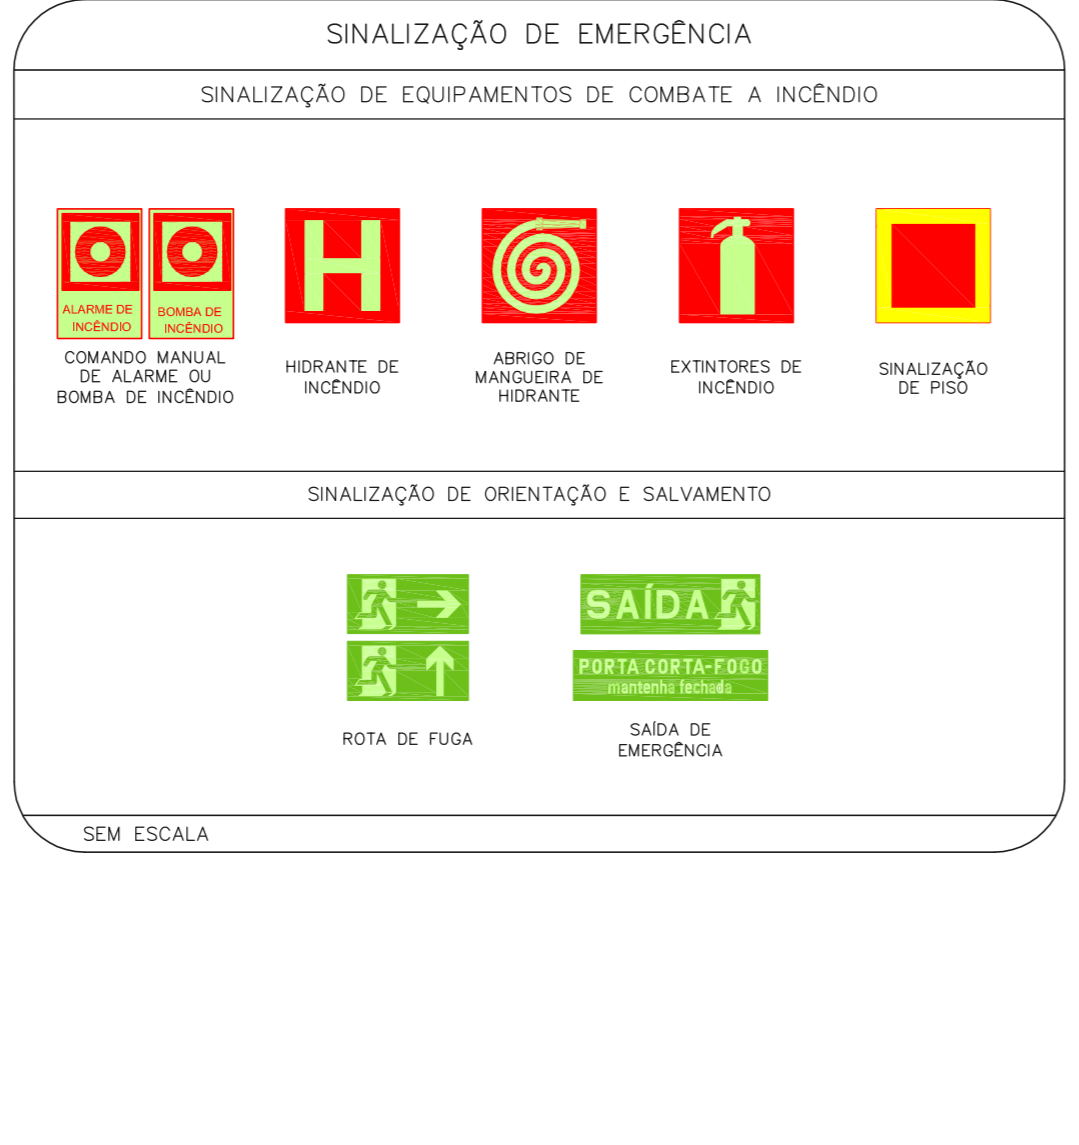 SINALIZAÇÃO DE EMERGÊNCIA
SINALIZAÇÃO DE EQUIPAMENTOS DE COMBATE A INCÊNDIO
ALARME DE
INCÊNDIO
BOMBA DE
INCÊNDIO
COMANDO MANUAL
DE ALARME OU
BOMBA DE INCÊNDIO
H
HIDRANTE DE
INCÊNDIO
ABRIGO DE
MANGUEIRA DE
HIDRANTE
EXTINTORES DE
INCÊNDIO
SINALIZAÇÃO
DE PISO
SINALIZAÇÃO DE ORIENTAÇÃO E SALVAMENTO
ROTA DE FUGA
SAÍDA
PORTA CORTA-FOGO
mantenha fechada
SAÍDA DE
EMERGÊNCIA
SEM ESCALA